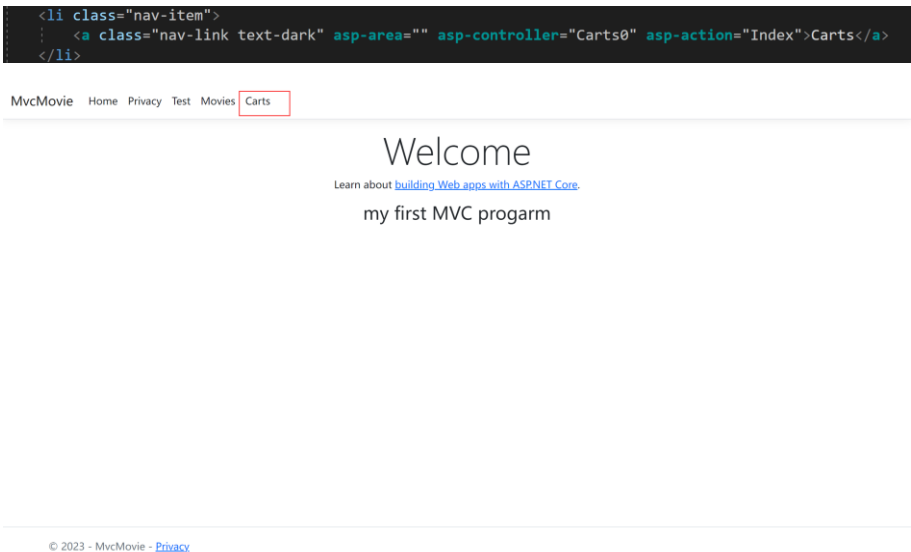 <li class="nav-item">
<a class="nav-link text-dark" asp-area="" asp-controller="Carts0" asp-action="Index">Carts</a>
</li>
MvcMovie Home Privacy Test Movies Carts
Welcome
Learn about building Web apps with ASP.NET Core.
my first MVC progarm
© 2023 - MvcMovie - Privacy